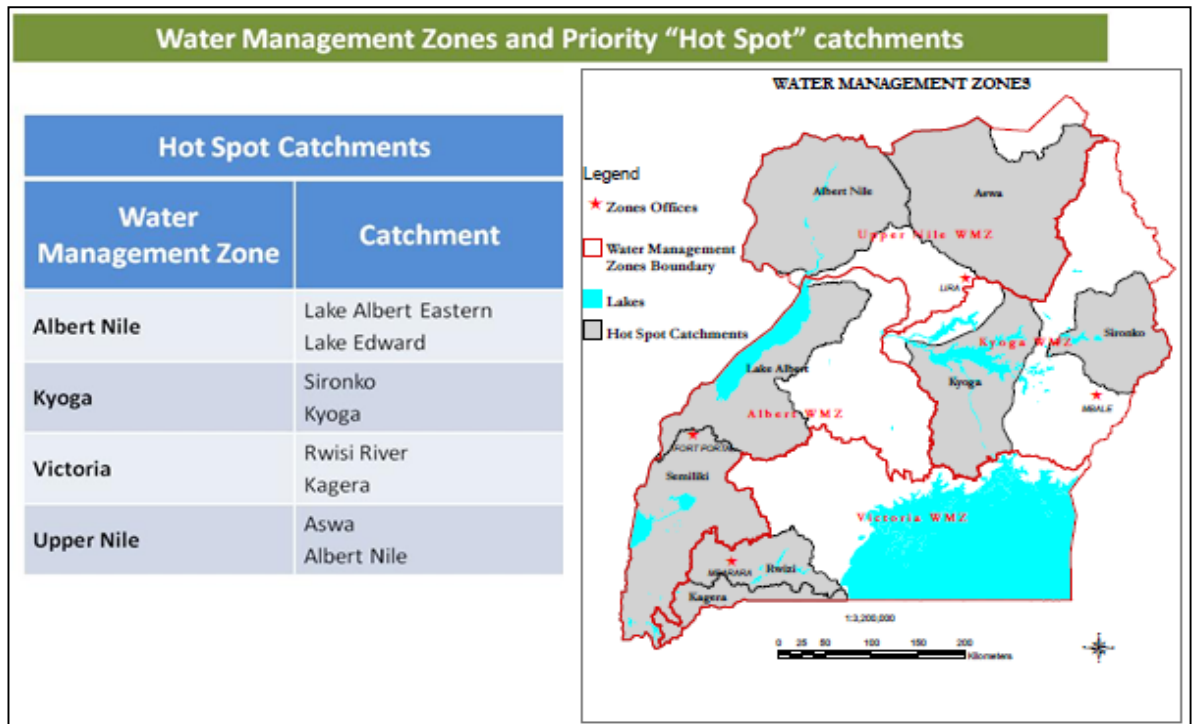 Water Management Zones and Priority “Hot Spot” catchments
Hot Spot Catchments
Water
Management Zone
Catchment
Albert Nile
Lake Albert Eastern
Lake Edward
Kyoga
Sironko
Kyoga
Victoria
Rwisi River
Kagera
Upper Nile
Aswa
Albert Nile
WATER MANAGEMENT ZONES
Legend
Zones Offices
Water Management
Zones Boundary
Lakes
Hot Spot Catchments
Albert Nile
Aswa
Upper Nile WMZ
LIRA
Sironko
Kyoga WMZ
Lake Albert
Kyoga
MBALE
Albert WMZ
FORT PORTAL
Semiliki
Victoria WMZ
MBARARA
Rwizi
Kagera
1:3,200,000
0 25 50 100 150 200
Kilometers